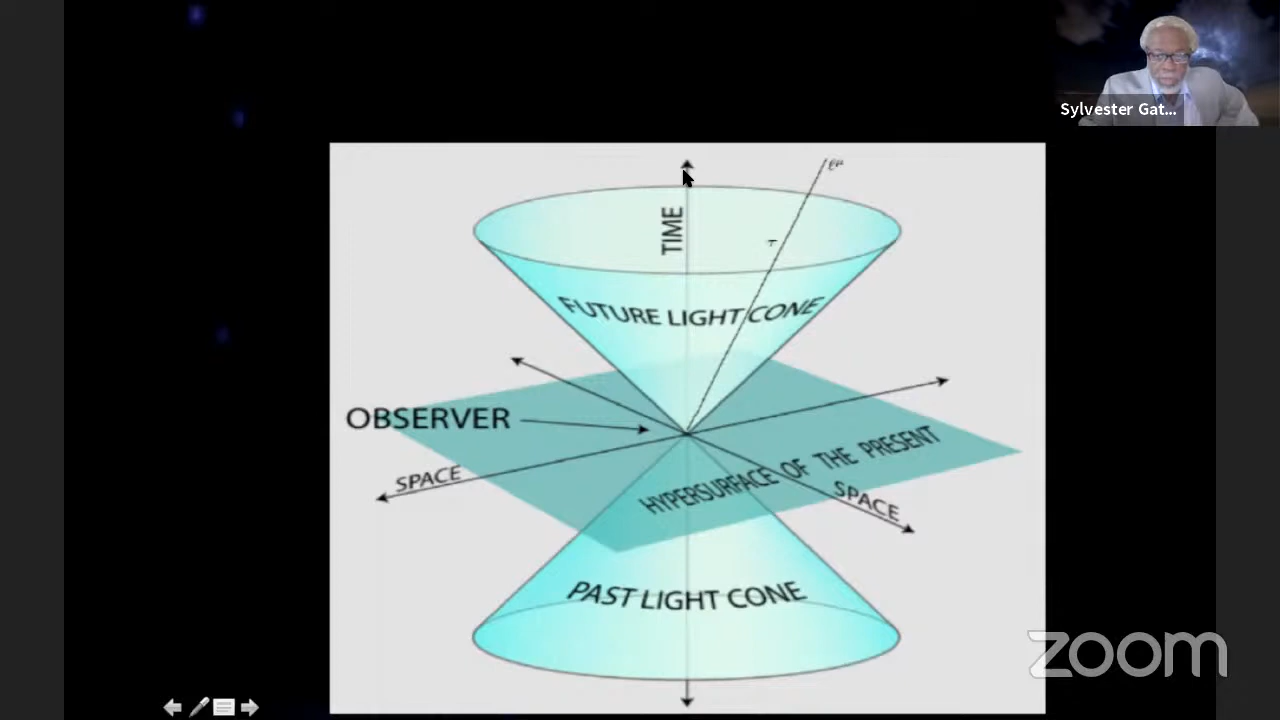 Sylvester Gat...
TIME
FUTURE LIGHT CONE
OBSERVER
SPACE
HYPERSURFACE OF THE PRESENT
SPACE
PAST LIGHT CONE
zoom